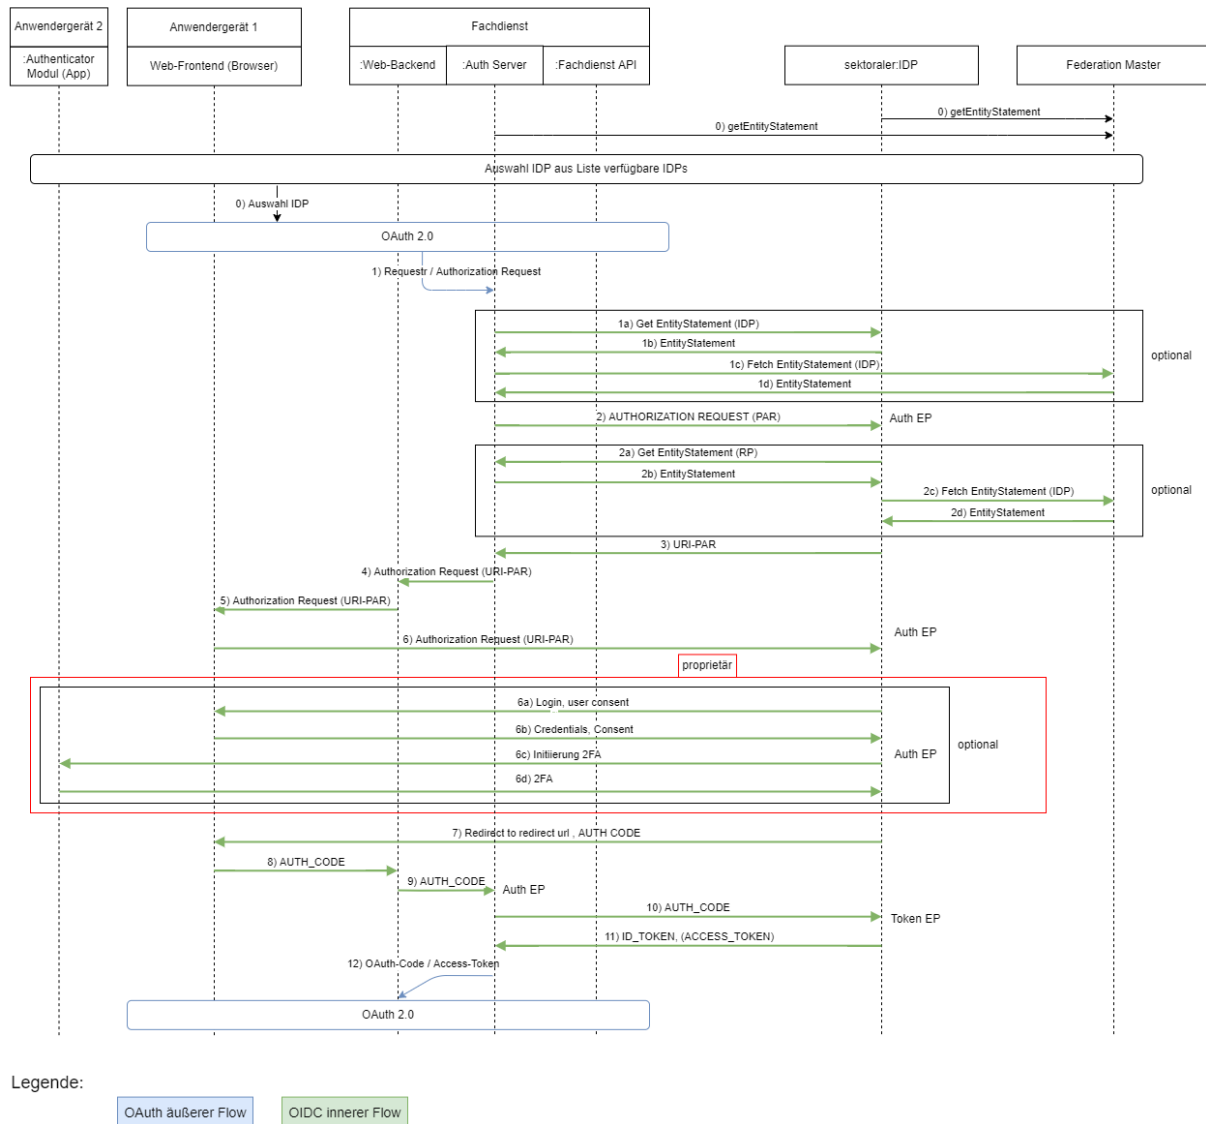 Anwendergerät 2
Anwendergerät 1
Fachdienst
:Authenticator
Modul (App)
Web-Frontend (Browser)
:Web-Backend
:Auth Server
:Fachdienst API
sektoraler:IDP
Federation Master
0) getEntityStatement
0) getEntityStatement
Auswahl IDP aus Liste verfügbare IDPs
0) Auswahl IDP
OAuth 2.0
1) Requestr / Authorization Request
1a) Get EntityStatement (IDP)
1b) EntityStatement
optional
1c) Fetch EntityStatement (IDP)
1d) EntityStatement
2) AUTHORIZATION REQUEST (PAR)
Auth EP
2a) Get EntityStatement (RP)
2b) EntityStatement
2c) Fetch EntityStatement (IDP)
optional
2d) EntityStatement
3) URI-PAR
4) Authorization Request (URI-PAR)
5) Authorization Request (URI-PAR)
Auth EP
6) Authorization Request (URI-PAR)
proprietär
6a) Login, user consent
6b) Credentials, Consent
optional
6c) Initiierung 2FA
Auth EP
6d) 2FA
7) Redirect to redirect url , AUTH CODE
8) AUTH_CODE
9) AUTH_CODE
Auth EP
10) AUTH_CODE
Token EP
11) ID_TOKEN, (ACCESS_TOKEN)
12) OAuth-Code / Access-Token
OAuth 2.0
Legende:
OAuth äußerer Flow
OIDC innerer Flow